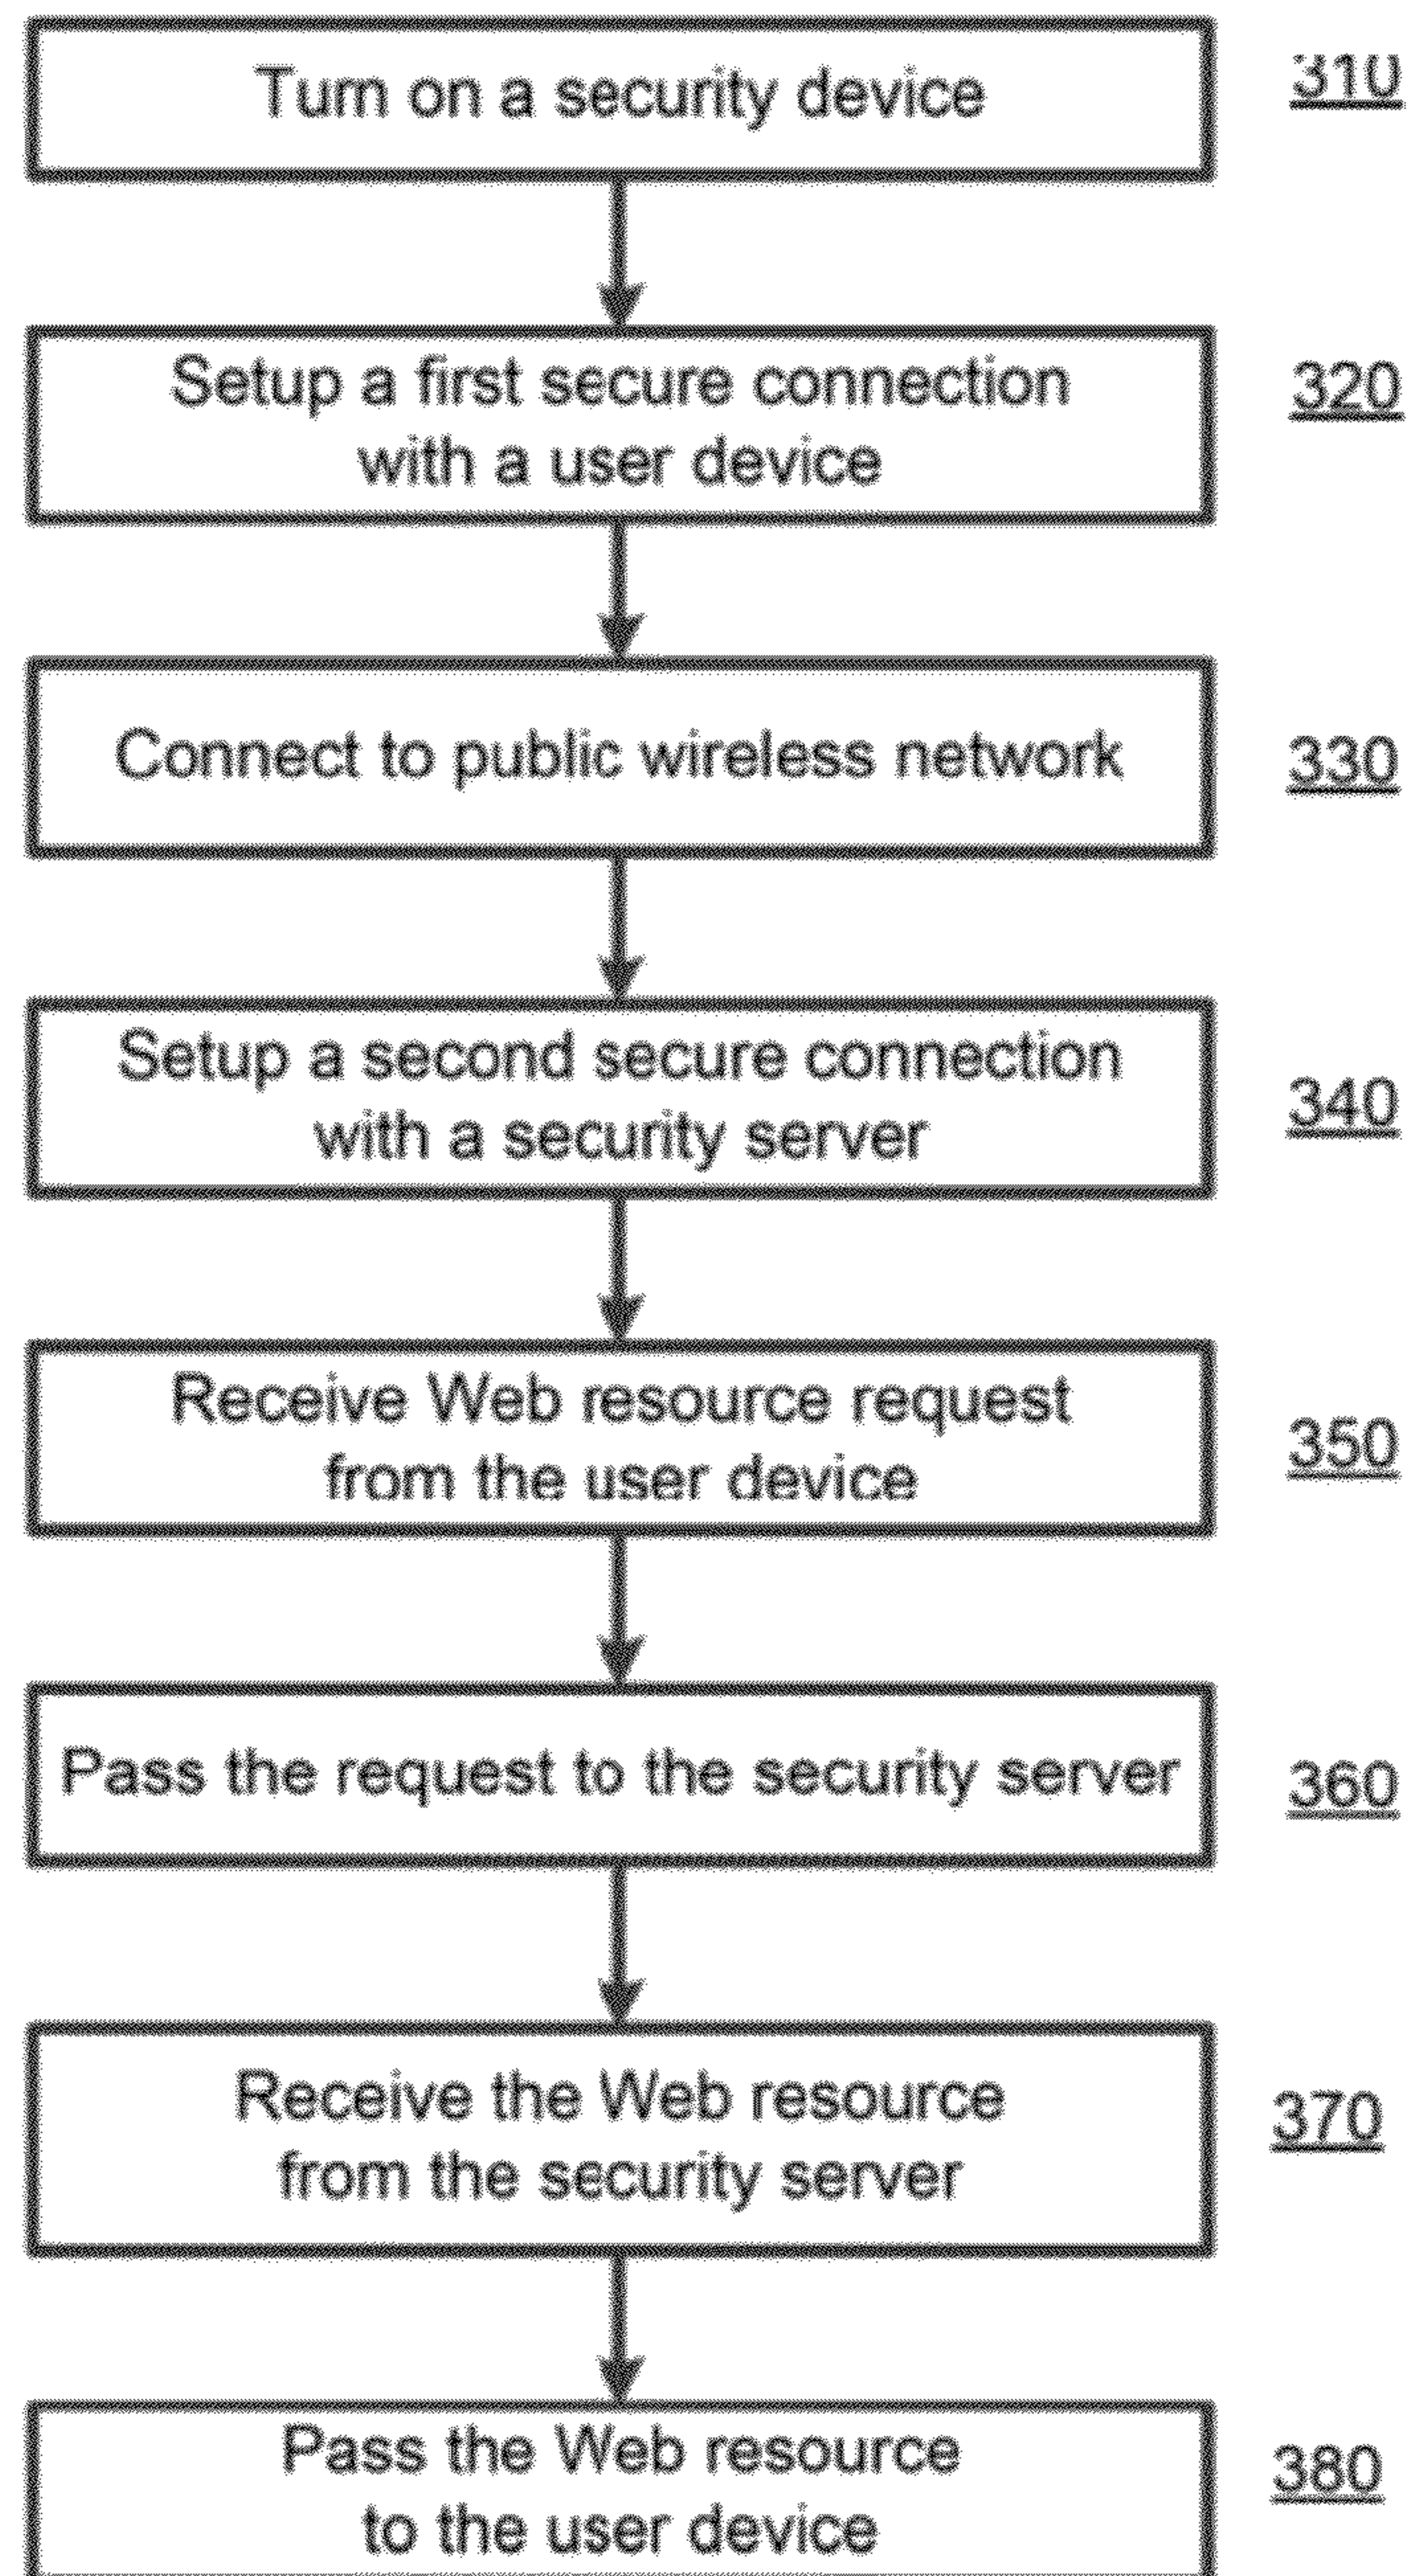 Turn on a security device
310
Setup a first secure connection
with a user device
320
Connect to public wireless network
330
Setup a second secure connection
with a security server
340
Receive Web resource request
from the user device
350
Pass the request to the security server
360
Receive the Web resource
from the security server
370
Pass the Web resource
to the user device
380